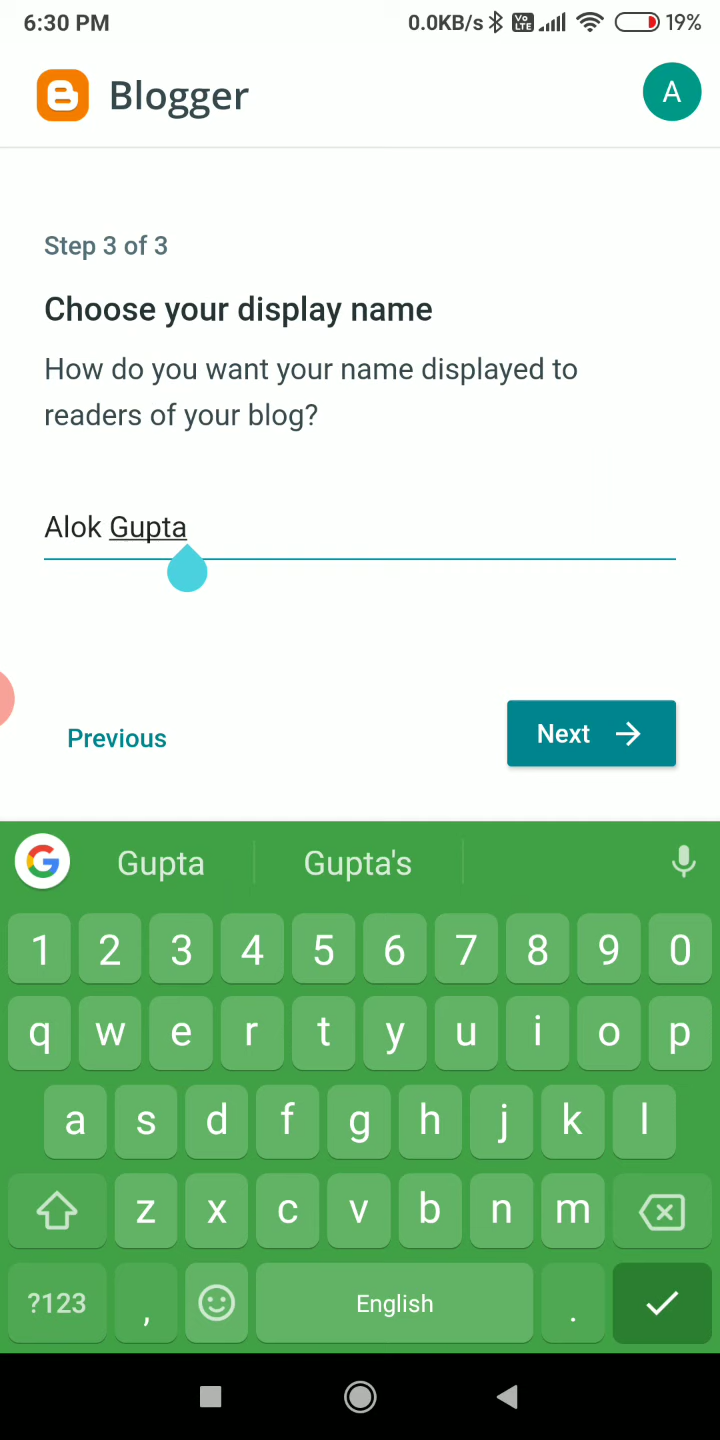 6:30 PM 0.0KB/s Vo LTE 19%
Blogger A
Step 3 of 3
Choose your display name
How do you want your name displayed to
readers of your blog?
Alok Gupta
Previous Next
G Gupta Gupta's
1 2 3 4 5 6 7 8 9 0
q w e r t y u i o p
a s d f g h j k l
z x c v b n m
?123 , English .